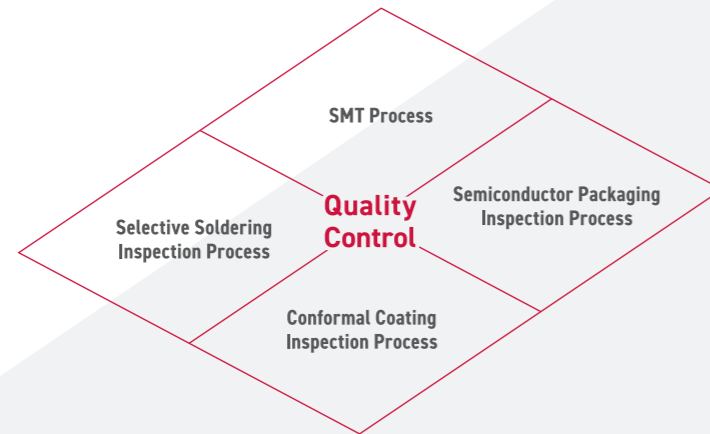 SMT Process
Semiconductor Packaging
Inspection Process
Quality
Control
Selective Soldering
Inspection Process
Conformal Coating
Inspection Process